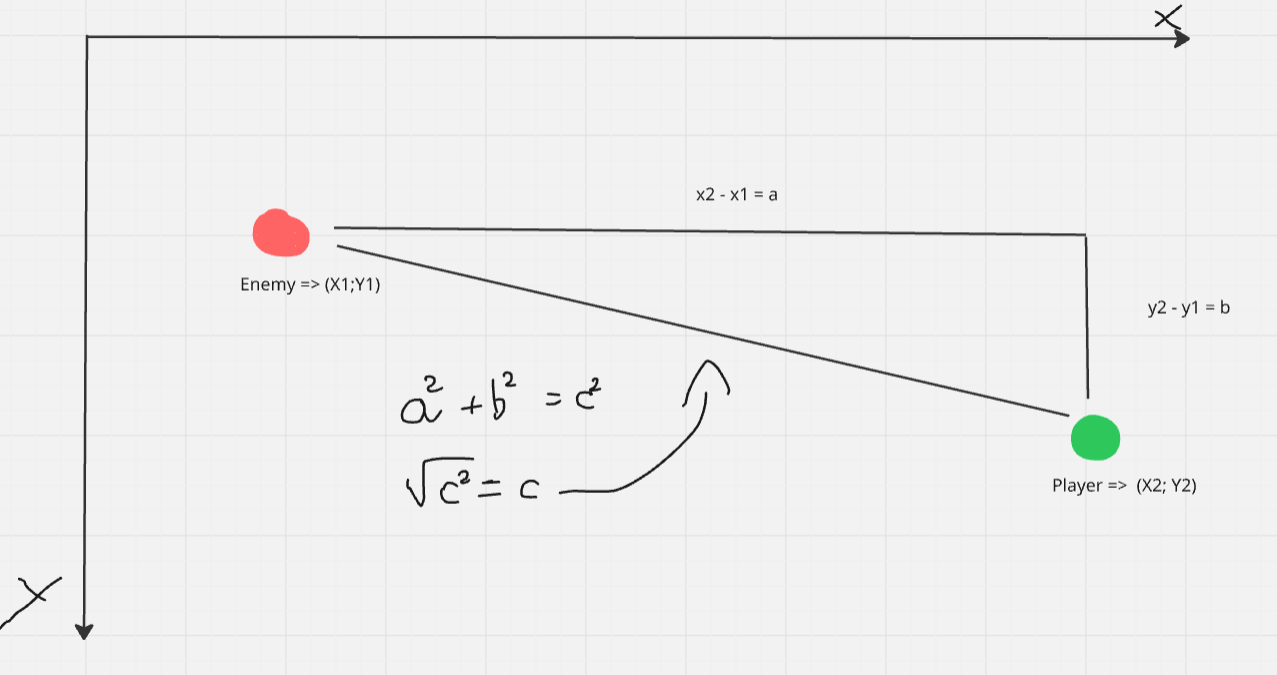 X
x2 - x1 = a
Enemy => (X1;Y1)
y2 - y1 = b
a² + b² = c²
√c² = c
Player => (X2; Y2)
Y